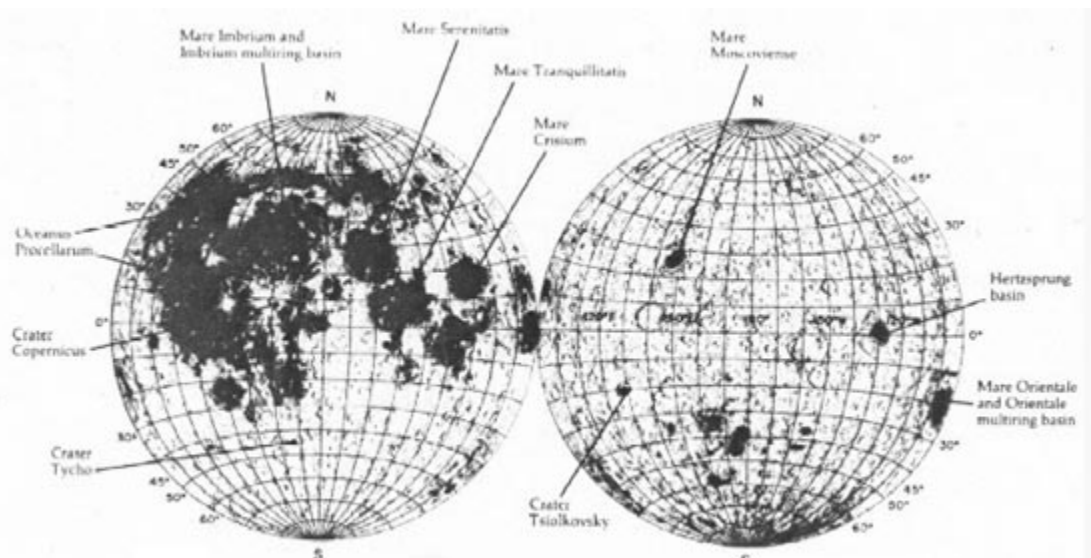 Mare Imbrium and
Imbrium multiring basin
Mare Serenitatis
Mare Tranquillitatis
Mare
Crisium
Mare
Moscoviense
N
N
60°
45°
30°
60°
50°
45°
30°
Oceanus
Procellarum
Hertzsprung
basin
Crater
Copernicus
0°
180°
0°
Mare Orientale
and Orientale
multiring basin
Crater
Tycho
30°
45°
50°
60°
Crater
Tsiolkovsky
30°
45°
50°
60°
S